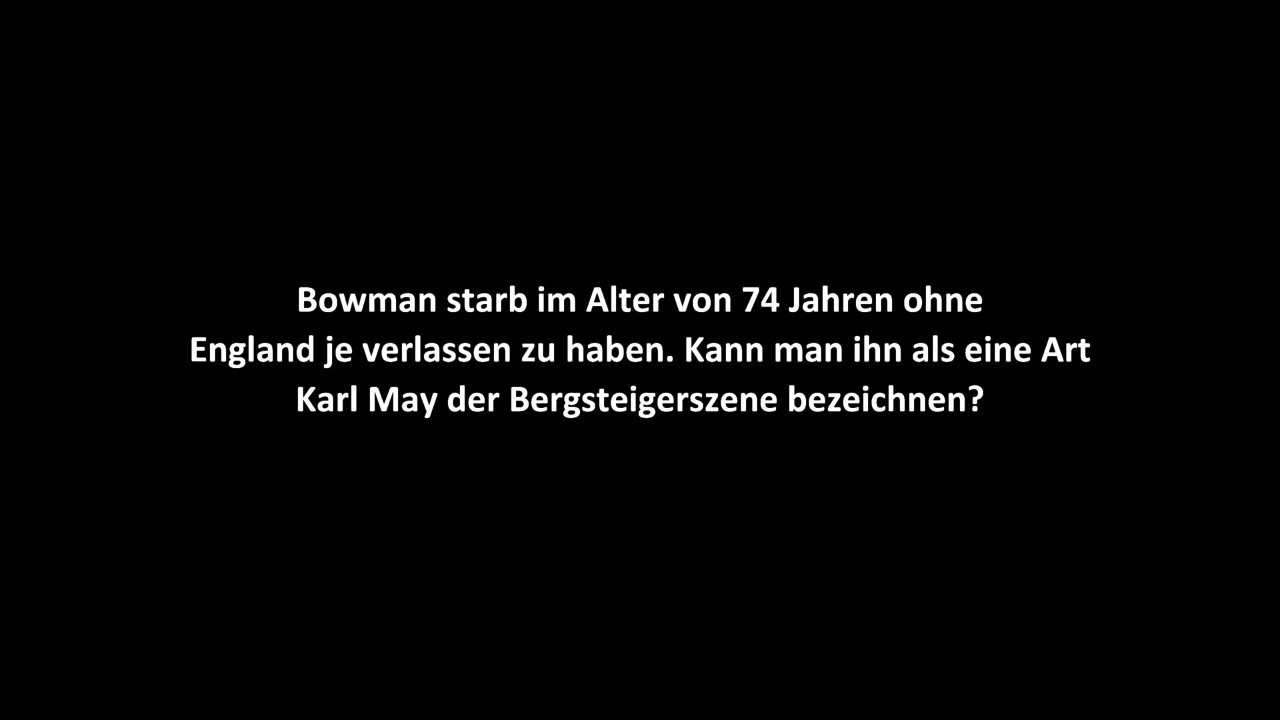 Bowman starb im Alter von 74 Jahren ohne
England je verlassen zu haben. Kann man ihn als eine Art
Karl May der Bergsteigerszene bezeichnen?